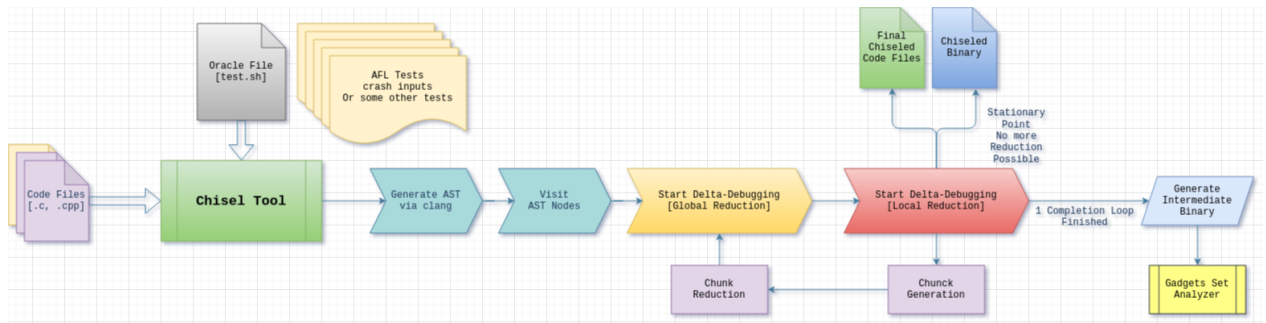 Oracle File
[test.sh]
AFL Tests
crash inputs
Or some other tests
Final
Chiseled
Code Files
Chiseled
Binary
Stationary
Point
No more
Reduction
Possible
Code Files
[.c, .cpp]
Chisel Tool
Generate AST
via clang
Visit
AST Nodes
Start Delta-Debugging
[Global Reduction]
Start Delta-Debugging
[Local Reduction]
1 Completion Loop
Finished
Generate
Intermediate
Binary
Chunk
Reduction
Chunck
Generation
Gadgets Set
Analyzer